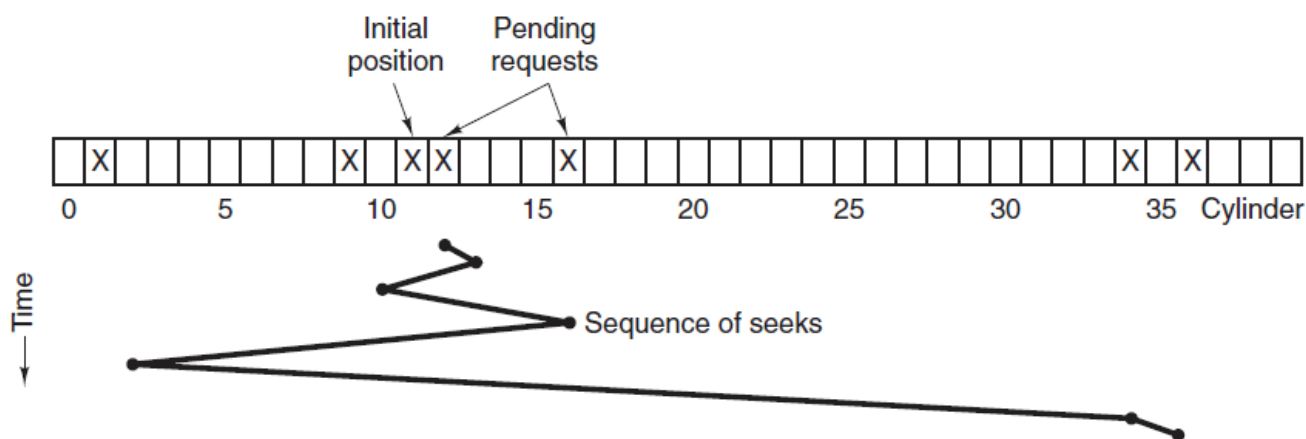 Initial
position
Pending
requests
X X X X X X X
0 5 10 15 20 25 30 35 Cylinder
Time
Sequence of seeks